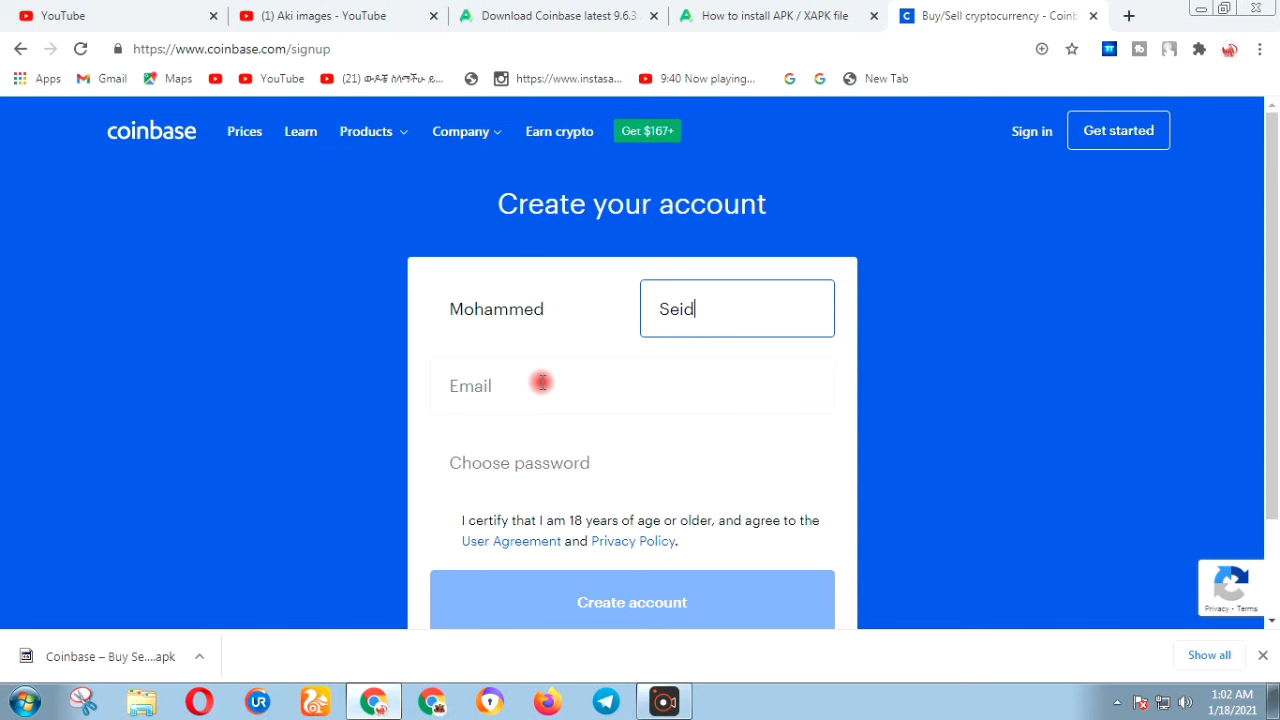 YouTube
(1) Aki images - YouTube
Download Coinbase latest 9.6.3
How to install APK / XAPK file
Buy/Sell cryptocurrency - Coinb
https://www.coinbase.com/signup
Apps
Gmail
Maps
YouTube
(21) ውዶቼ
https://www.instasa...
9:40 Now playing...
New Tab
coinbase
Prices
Learn
Products
Company
Earn crypto
Get $167+
Sign in
Get started
Create your account
Mohammed
Seid
Email
Choose password
I certify that I am 18 years of age or older, and agree to the
User Agreement and Privacy Policy.
Create account
Privacy - Terms
Coinbase – Buy Se....apk
Show all
UR
1:02 AM
1/18/2021